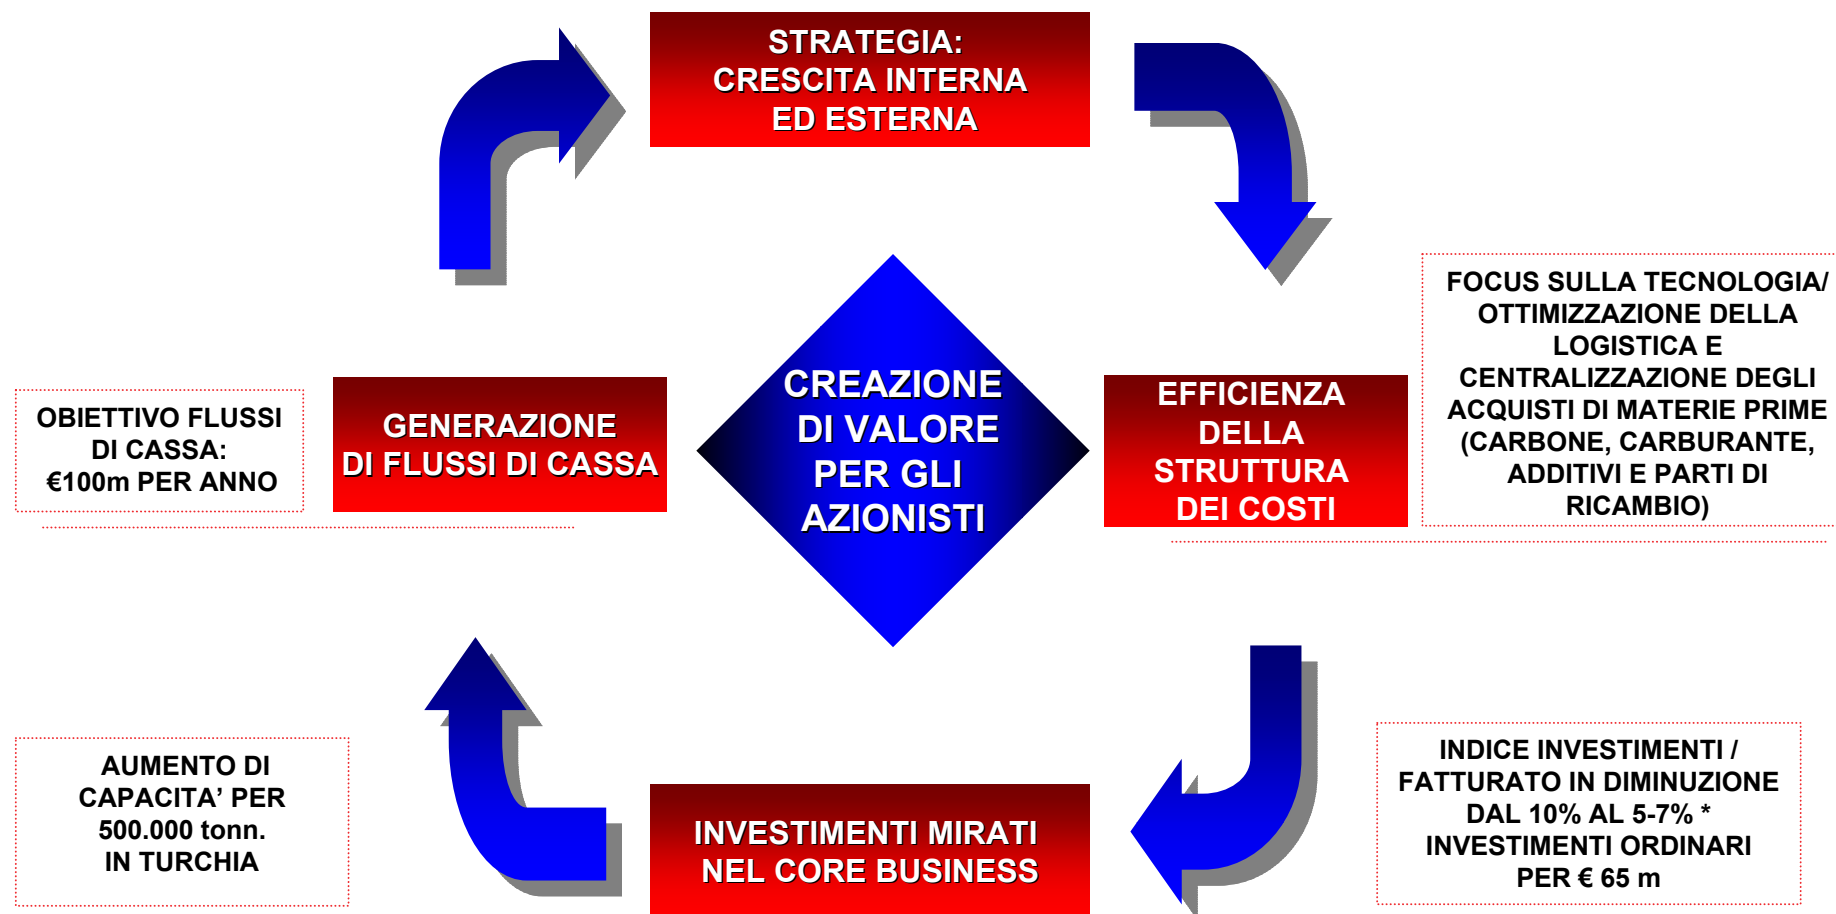 STRATEGIA:
CRESCITA INTERNA
ED ESTERNA
FOCUS SULLA TECNOLOGIA/
OTTIMIZZAZIONE DELLA
LOGISTICA E
CENTRALIZZAZIONE DEGLI
ACQUISTI DI MATERIE PRIME
(CARBONE, CARBURANTE,
ADDITIVI E PARTI DI
RICAMBIO)
OBIETTIVO FLUSSI
DI CASSA:
€100m PER ANNO
GENERAZIONE
DI FLUSSI DI CASSA
CREAZIONE
DI VALORE
PER GLI
AZIONISTI
EFFICIENZA
DELLA
STRUTTURA
DEI COSTI
AUMENTO DI
CAPACITA’ PER
500.000 tonn.
IN TURCHIA
INVESTIMENTI MIRATI
NEL CORE BUSINESS
INDICE INVESTIMENTI /
FATTURATO IN DIMINUZIONE
DAL 10% AL 5-7% *
INVESTIMENTI ORDINARI
PER € 65 m